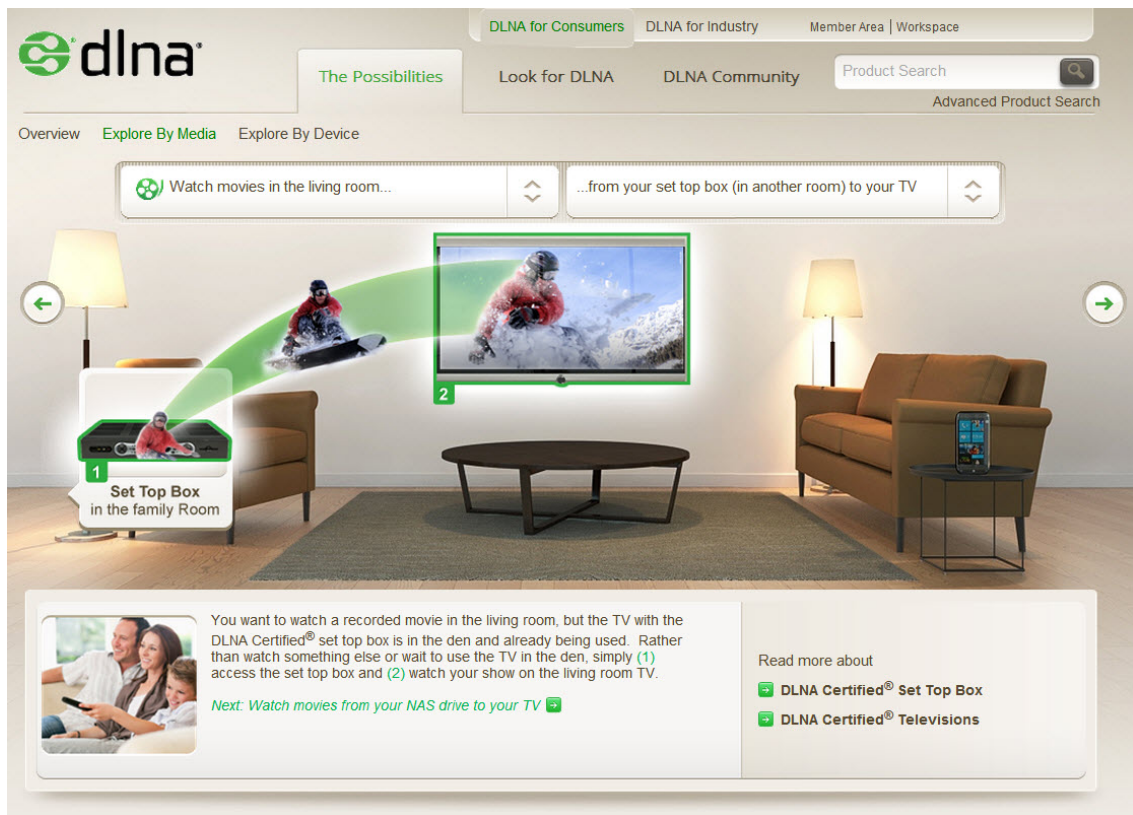 DLNA for Consumers DLNA for Industry Member Area | Workspace
dlna
The Possibilities Look for DLNA DLNA Community Product Search
Advanced Product Search
Overview Explore By Media Explore By Device
Watch movies in the living room... ...from your set top box (in another room) to your TV
2
1
Set Top Box
in the family Room
You want to watch a recorded movie in the living room, but the TV with the
DLNA Certified® set top box is in the den and already being used. Rather
than watch something else or wait to use the TV in the den, simply (1)
access the set top box and (2) watch your show on the living room TV.
Next: Watch movies from your NAS drive to your TV
Read more about
DLNA Certified® Set Top Box
DLNA Certified® Televisions